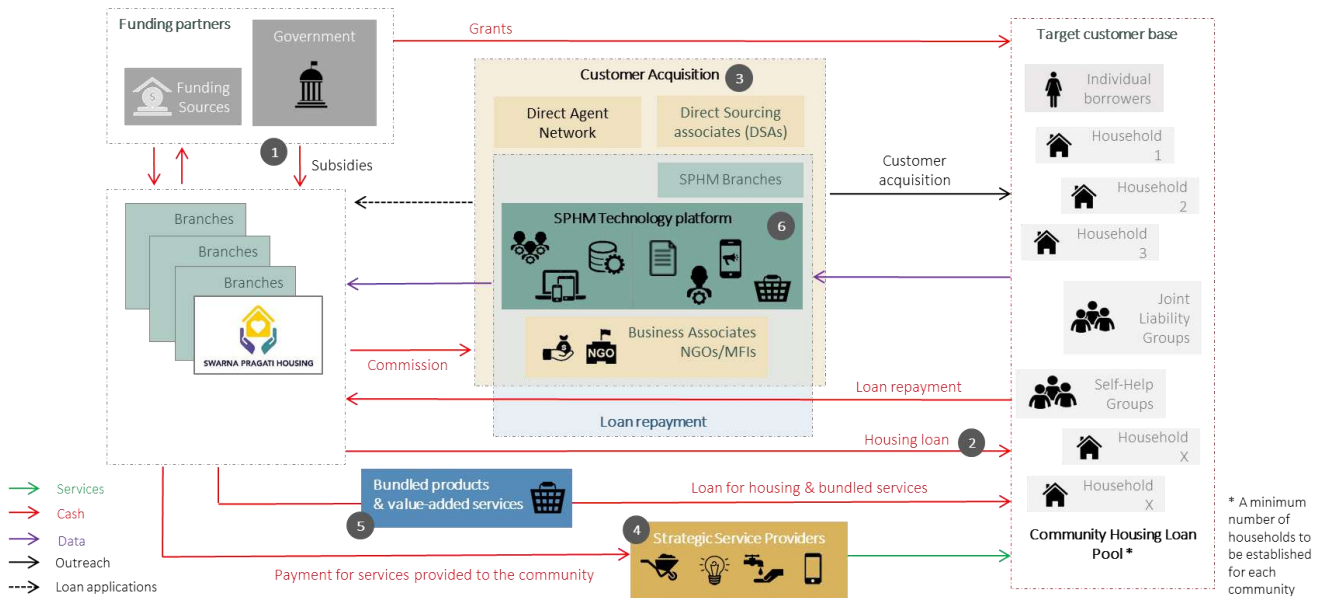 Funding partners
Government
Funding
Sources
1
Subsidies
Grants
Customer Acquisition 3
Direct Agent
Network
Direct Sourcing
associates (DSAs)
SPHM Branches
SPHM Technology platform 6
Business Associates
NGOs/MFIs
NGO
Loan repayment
Branches
Branches
Branches
SWARNA PRAGATI HOUSING
Commission
Customer
acquisition
Target customer base
Individual
borrowers
Household
1
Household
2
Household
3
Joint
Liability
Groups
Self-Help
Groups
Household
X
Household
X
Community Housing Loan
Pool *
Loan repayment
Housing loan 2
Bundled products
& value-added services
5
Loan for housing & bundled services
4
Strategic Service Providers
Payment for services provided to the community
Services
Cash
Data
Outreach
Loan applications
* A minimum
number of
households to
be established
for each
community